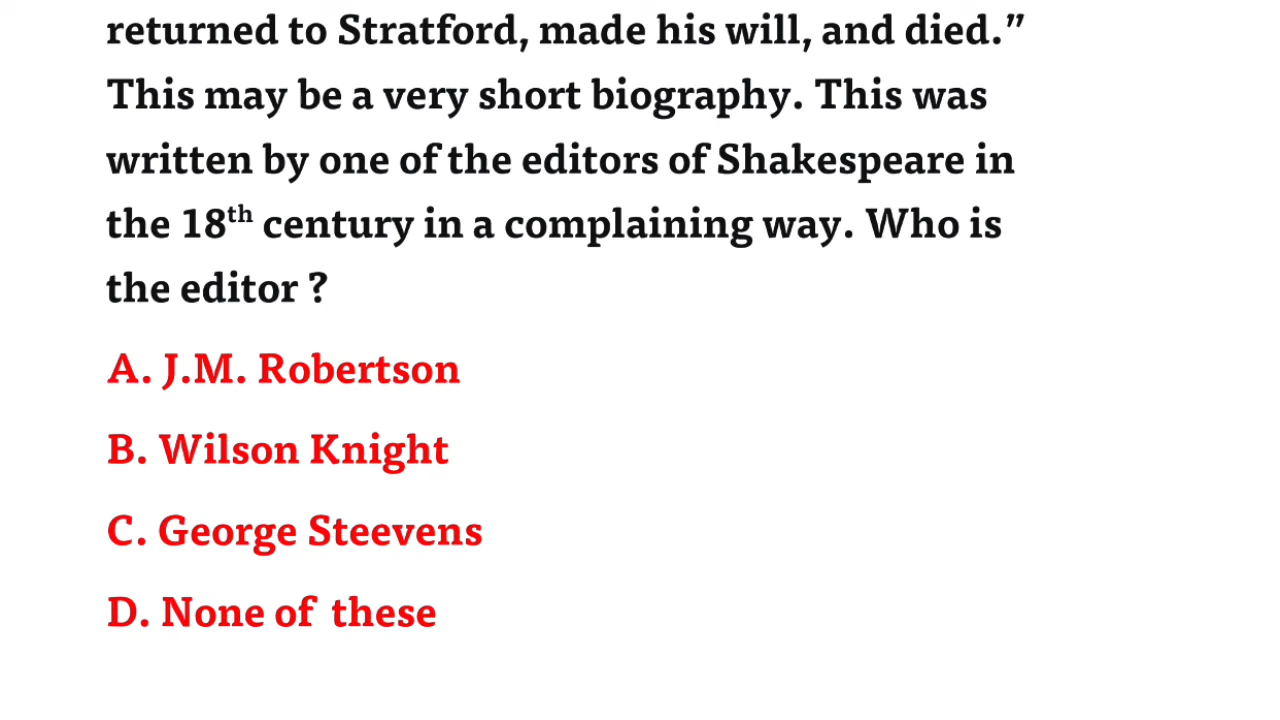 returned to Stratford, made his will, and died.”
This may be a very short biography. This was
written by one of the editors of Shakespeare in
the 18th century in a complaining way. Who is
the editor ?
A. J.M. Robertson
B. Wilson Knight
C. George Steevens
D. None of these